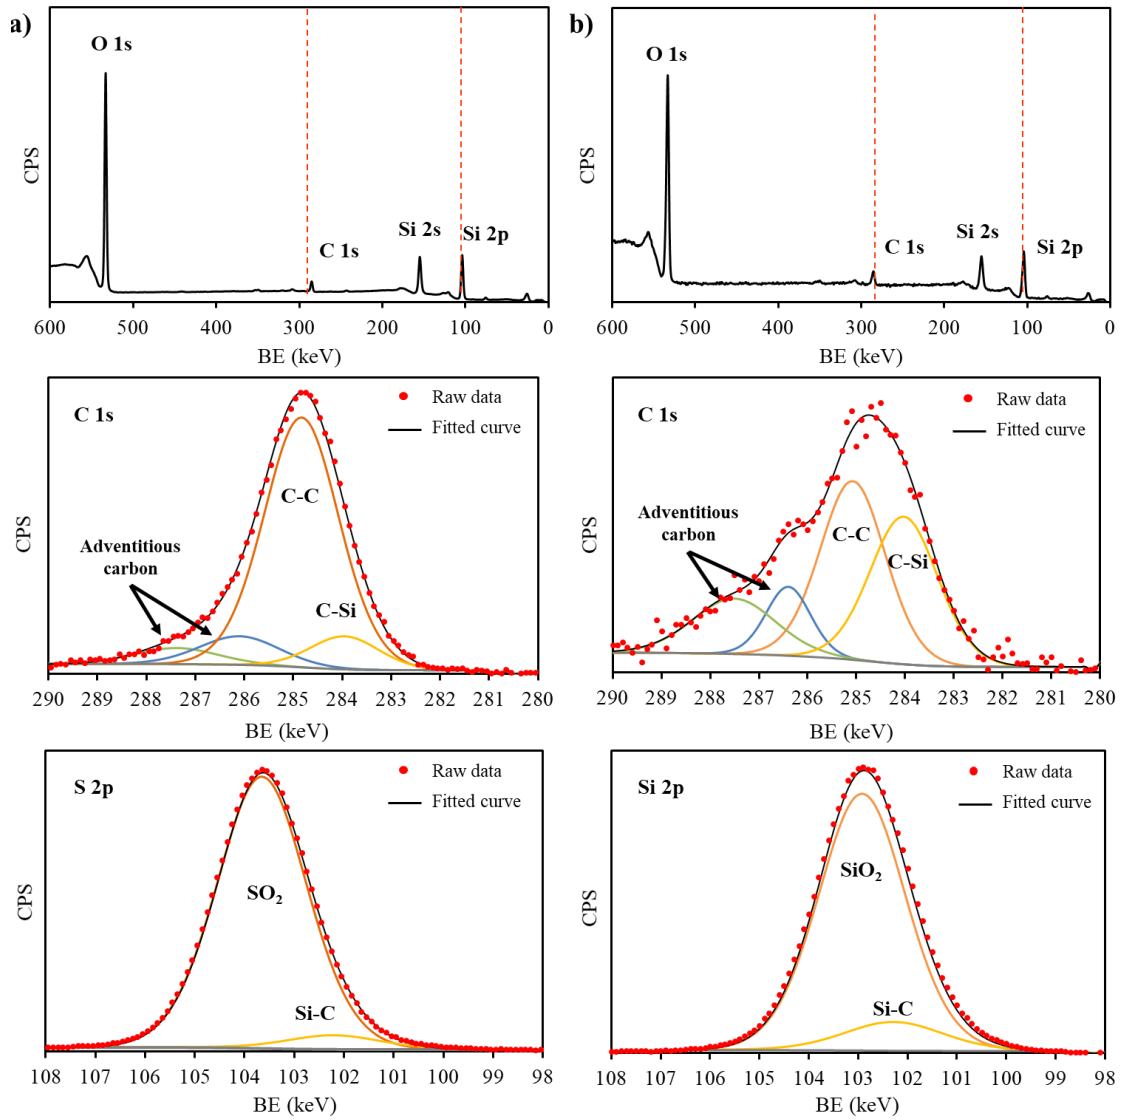 a)
O 1s
C 1s
Si 2s
Si 2p
CPS
600 500 400 300 200 100 0
BE (keV)
b)
O 1s
C 1s
Si 2s
Si 2p
CPS
600 500 400 300 200 100 0
BE (keV)
C 1s
Raw data
Fitted curve
C-C
Adventitious
carbon
C-Si
CPS
290 289 288 287 286 285 284 283 282 281 280
BE (keV)
C 1s
Raw data
Fitted curve
Adventitious
carbon
C-C
C-Si
CPS
290 289 288 287 286 285 284 283 282 281 280
BE (keV)
S 2p
Raw data
Fitted curve
SO₂
Si-C
CPS
108 107 106 105 104 103 102 101 100 99 98
BE (keV)
Si 2p
Raw data
Fitted curve
SiO₂
Si-C
CPS
108 107 106 105 104 103 102 101 100 99 98
BE (keV)